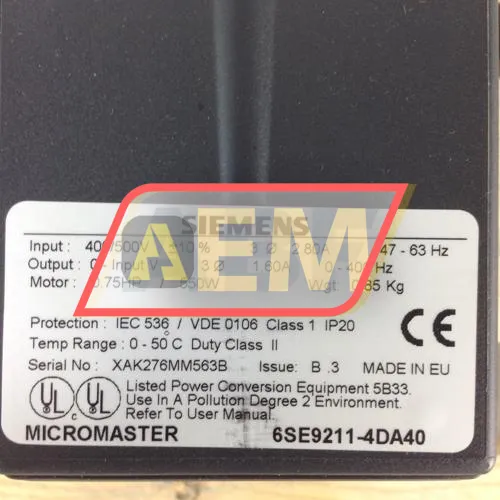 SIEMENS
AEM
Input : 400/500V ±10% 3 Ø 2.80A 47 - 63 Hz
Output : 0 - Input V 3 Ø 1.60A 0 - 400 Hz
Motor : 0.75HP / 550W Wgt: 0.85 Kg
Protection : IEC 536 / VDE 0106 Class 1 IP20
Temp Range : 0 - 50°C Duty Class II
Serial No : XAK276MM563B Issue: B .3 MADE IN EU
CE
UL C UL
Listed Power Conversion Equipment 5B33.
Use In A Pollution Degree 2 Environment.
Refer To User Manual.
MICROMASTER 6SE9211-4DA40